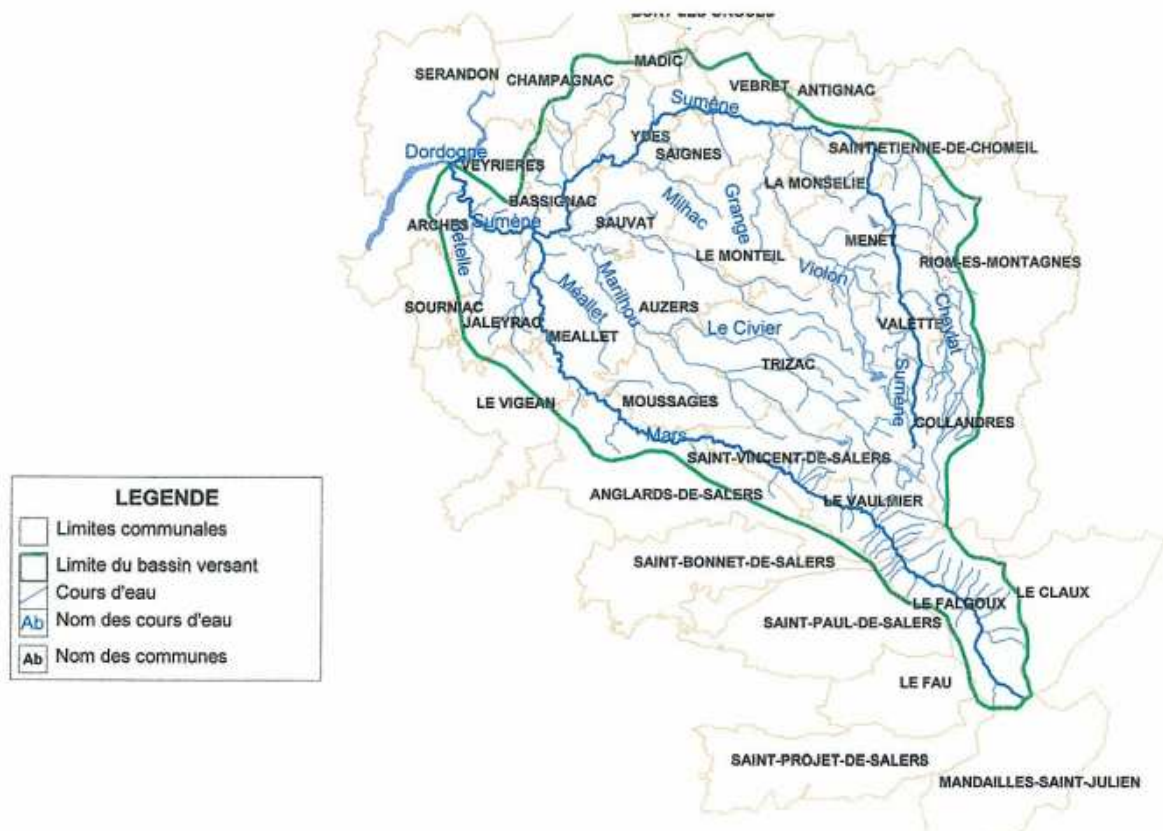 MADIC
SERANDON
CHAMPAGNAC
VEBRET
ANTIGNAC
Sumène
YDES
SAIGNES
SAINT-ETIENNE-DE-CHOMEIL
Dordogne
VEYRIERES
LA MONSELIE
BASSIGNAC
Milhac
Grange
ARCHES
Sumène
SAUVAT
MENET
LE MONTEIL
Violon
RIOM-ES-MONTAGNES
Méallet
Marilhou
SOURNIAC
AUZERS
JALEYRAC
Le Civier
VALETTE
Cheylat
MEALLET
TRIZAC
Sumène
LE VIGEAN
MOUSSAGES
COLLANDRES
Mars
SAINT-VINCENT-DE-SALERS
ANGLARDS-DE-SALERS
LE VAULMIER
SAINT-BONNET-DE-SALERS
LE CLAUX
LE FALGOUX
SAINT-PAUL-DE-SALERS
LE FAU
SAINT-PROJET-DE-SALERS
MANDAILLES-SAINT-JULIEN
LEGENDE
Limites communales
Limite du bassin versant
Cours d'eau
Ab Nom des cours d'eau
Ab Nom des communes